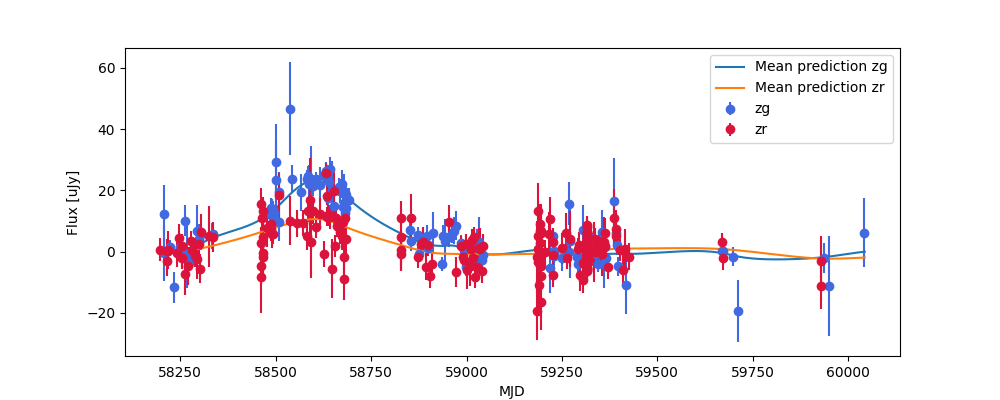 Flux [uJy]
60
40
20
0
−20
58250 58500 58750 59000 59250 59500 59750 60000
MJD
Mean prediction zg
Mean prediction zr
zg
zr